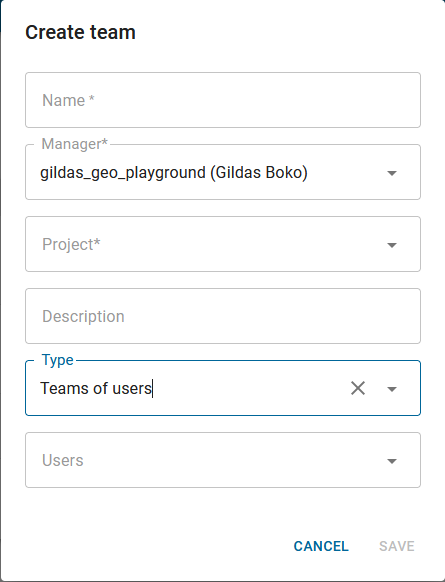 Create team
Name *
Manager*
gildas_geo_playground (Gildas Boko)
Project*
Description
Type
Teams of users
Users
CANCEL SAVE